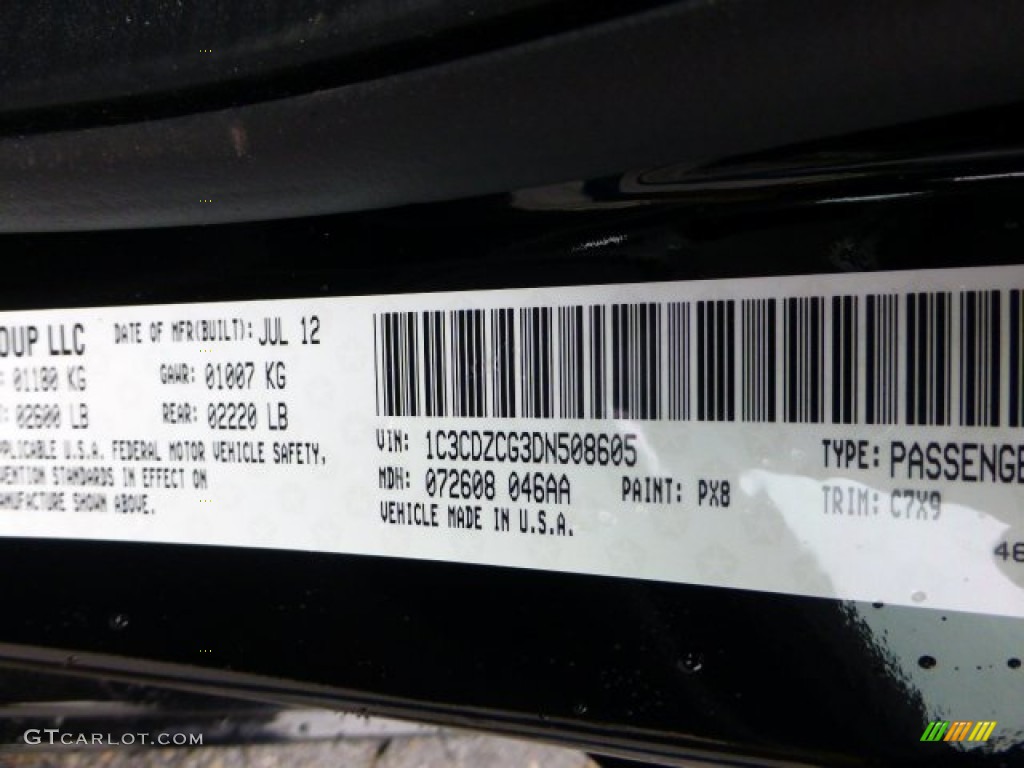 OUP LLC DATE OF MFR(BUILT): JUL 12
: 01180 KG GAWR: 01007 KG
: 02600 LB REAR: 02220 LB
APPLICABLE U.S.A. FEDERAL MOTOR VEHICLE SAFETY,
VENTION STANDARDS IN EFFECT ON
MANUFACTURE SHOWN ABOVE.
VIN: 1C3CDZCG3DN508605 TYPE: PASSENGE
MDH: 072608 046AA PAINT: PX8 TRIM: C7X9
VEHICLE MADE IN U.S.A.
48
GTCARLOT.COM